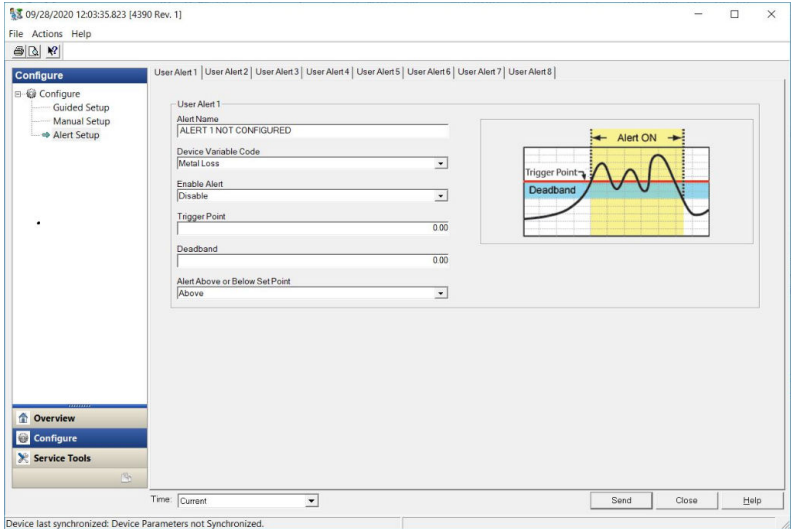 09/28/2020 12:03:35.823 [4390 Rev. 1]
File Actions Help
Configure
Configure
Guided Setup
Manual Setup
Alert Setup
Overview
Configure
Service Tools
User Alert 1 User Alert 2 User Alert 3 User Alert 4 User Alert 5 User Alert 6 User Alert 7 User Alert 8
User Alert 1
Alert Name
ALERT 1 NOT CONFIGURED
Device Variable Code
Metal Loss
Enable Alert
Disable
Trigger Point
0.00
Deadband
0.00
Alert Above or Below Set Point
Above
Alert ON
Trigger Point
Deadband
Time: Current
Send Close Help
Device last synchronized: Device Parameters not Synchronized.